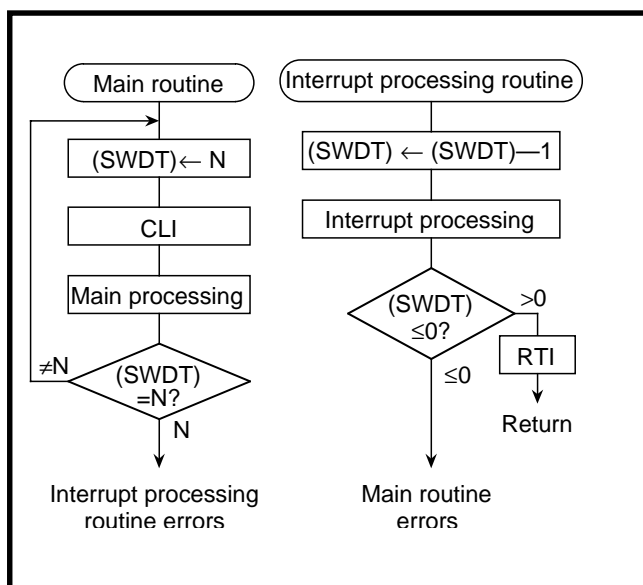 Main routine
(SWDT)← N
CLI
Main processing
≠N
(SWDT)
=N?
N
Interrupt processing
routine errors
Interrupt processing routine
(SWDT) ← (SWDT)—1
Interrupt processing
>0
(SWDT)
≤0?
RTI
≤0
Return
Main routine
errors